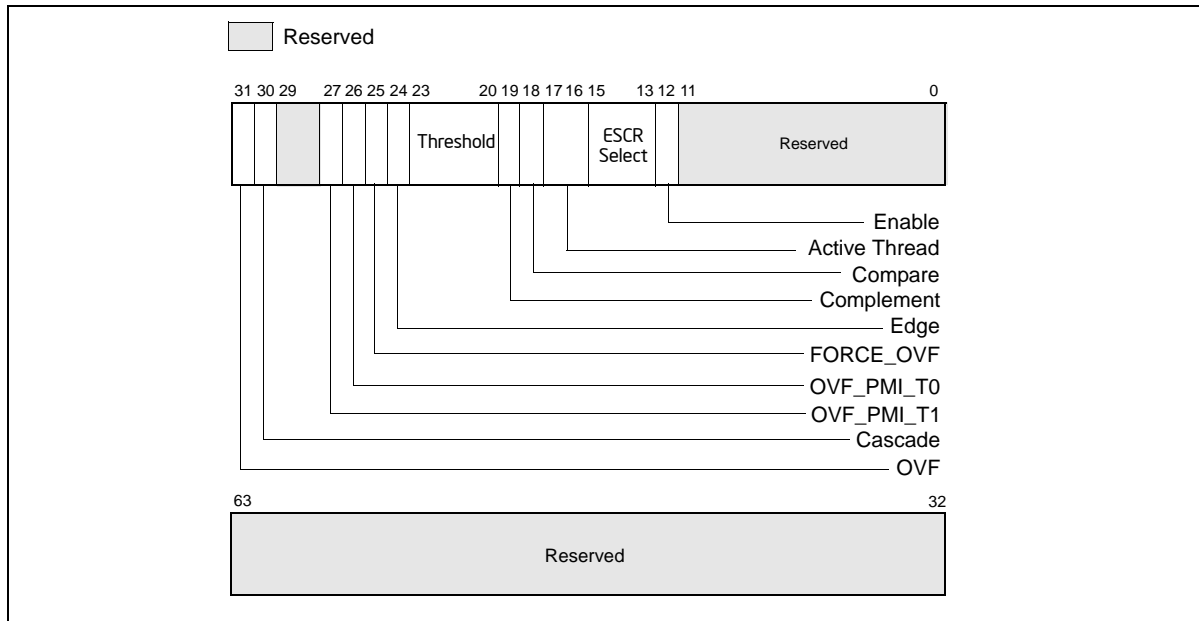 Reserved
31 30 29 27 26 25 24 23 20 19 18 17 16 15 13 12 11 0
Threshold
ESCR
Select
Reserved
Enable
Active Thread
Compare
Complement
Edge
FORCE_OVF
OVF_PMI_T0
OVF_PMI_T1
Cascade
OVF
63 32
Reserved